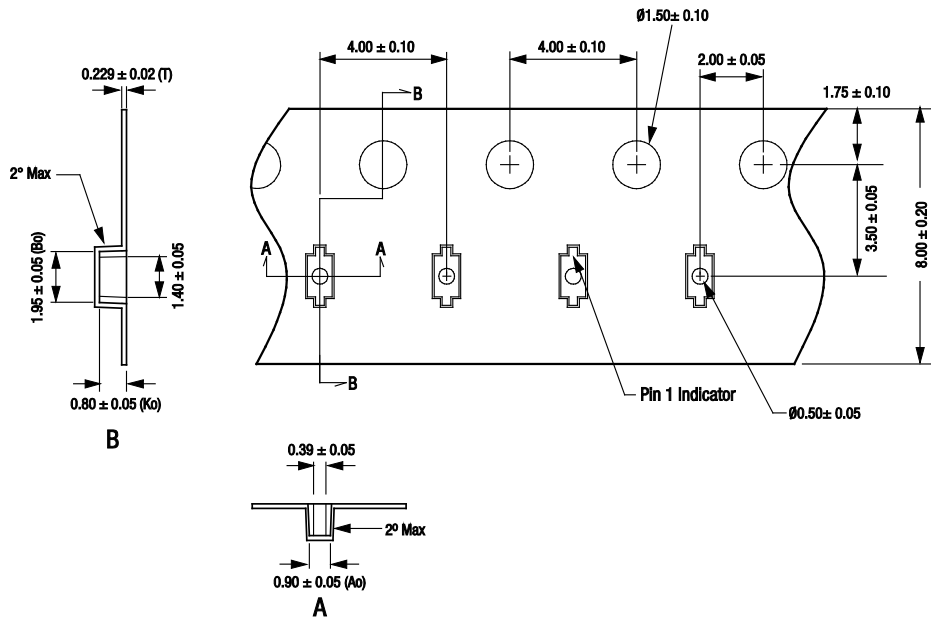 Ø1.50± 0.10
4.00 ± 0.10
4.00 ± 0.10
2.00 ± 0.05
0.229 ± 0.02 (T)
B
1.75 ± 0.10
2° Max
3.50 ± 0.05
8.00 ± 0.20
A
A
1.95 ± 0.05 (Bo)
1.40 ± 0.05
B
Pin 1 Indicator
0.80 ± 0.05 (Ko)
Ø0.50± 0.05
B
0.39 ± 0.05
2º Max
0.90 ± 0.05 (Ao)
A